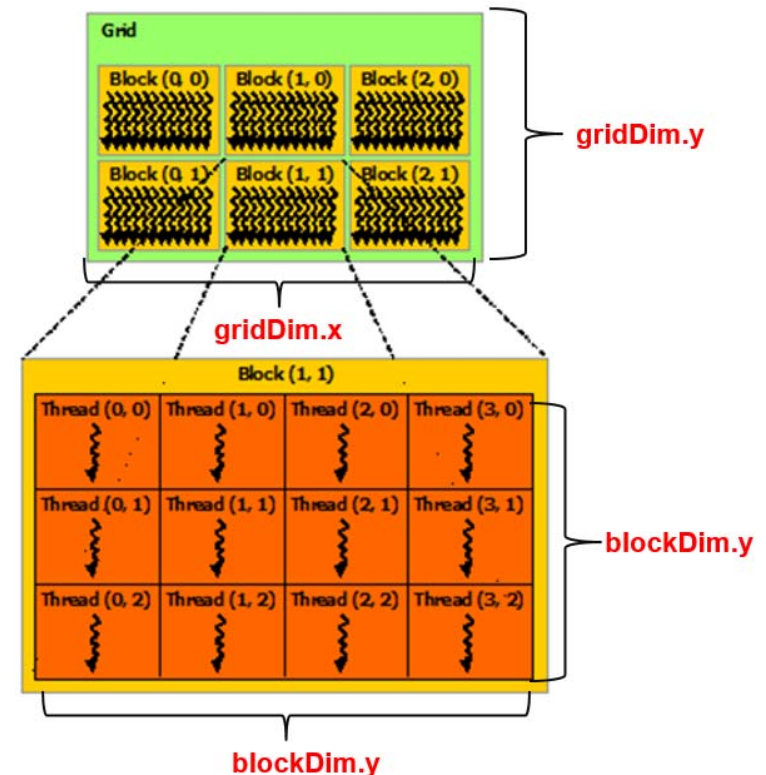 Grid
Block (0, 0) Block (1, 0) Block (2, 0)
gridDim.y
Block (0, 1) Block (1, 1) Block (2, 1)
gridDim.x
Block (1, 1)
Thread (0, 0) Thread (1, 0) Thread (2, 0) Thread (3, 0)
Thread (0, 1) Thread (1, 1) Thread (2, 1) Thread (3, 1)
blockDim.y
Thread (0, 2) Thread (1, 2) Thread (2, 2) Thread (3, 2)
blockDim.y